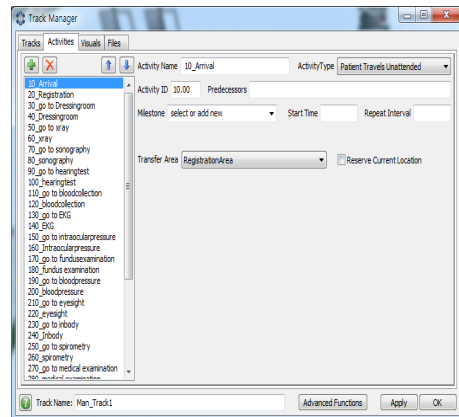 Track Manager
Tracks Activities Visuals Files
Activity Name 10_Arrival ActivityType Patient Travels Unattended
10_Arrival
20_Registration
30_go to Dressingroom
40_Dressingroom
50_go to xray
60_xray
70_go to sonography
80_sonography
90_go to hearingtest
100_hearingtest
110_go to bloodcollection
120_bloodcollection
130_go to EKG
140_EKG
150_go to intraocularpressure
160_Intraocularpressure
170_go to fundusexamination
180_fundus examination
190_go to bloodpressure
200_bloodpressure
210_go to eyesight
220_eyesight
230_go to inbody
240_Inbody
250_go to spirometry
260_spirometry
270_go to medical examination
280_medical examination
Activity ID 10.00 Predecessors
Milestone select or add new Start Time Repeat Interval
Transfer Area RegistrationArea Reserve Current Location
Track Name: Man_Track1 Advanced Functions Apply OK